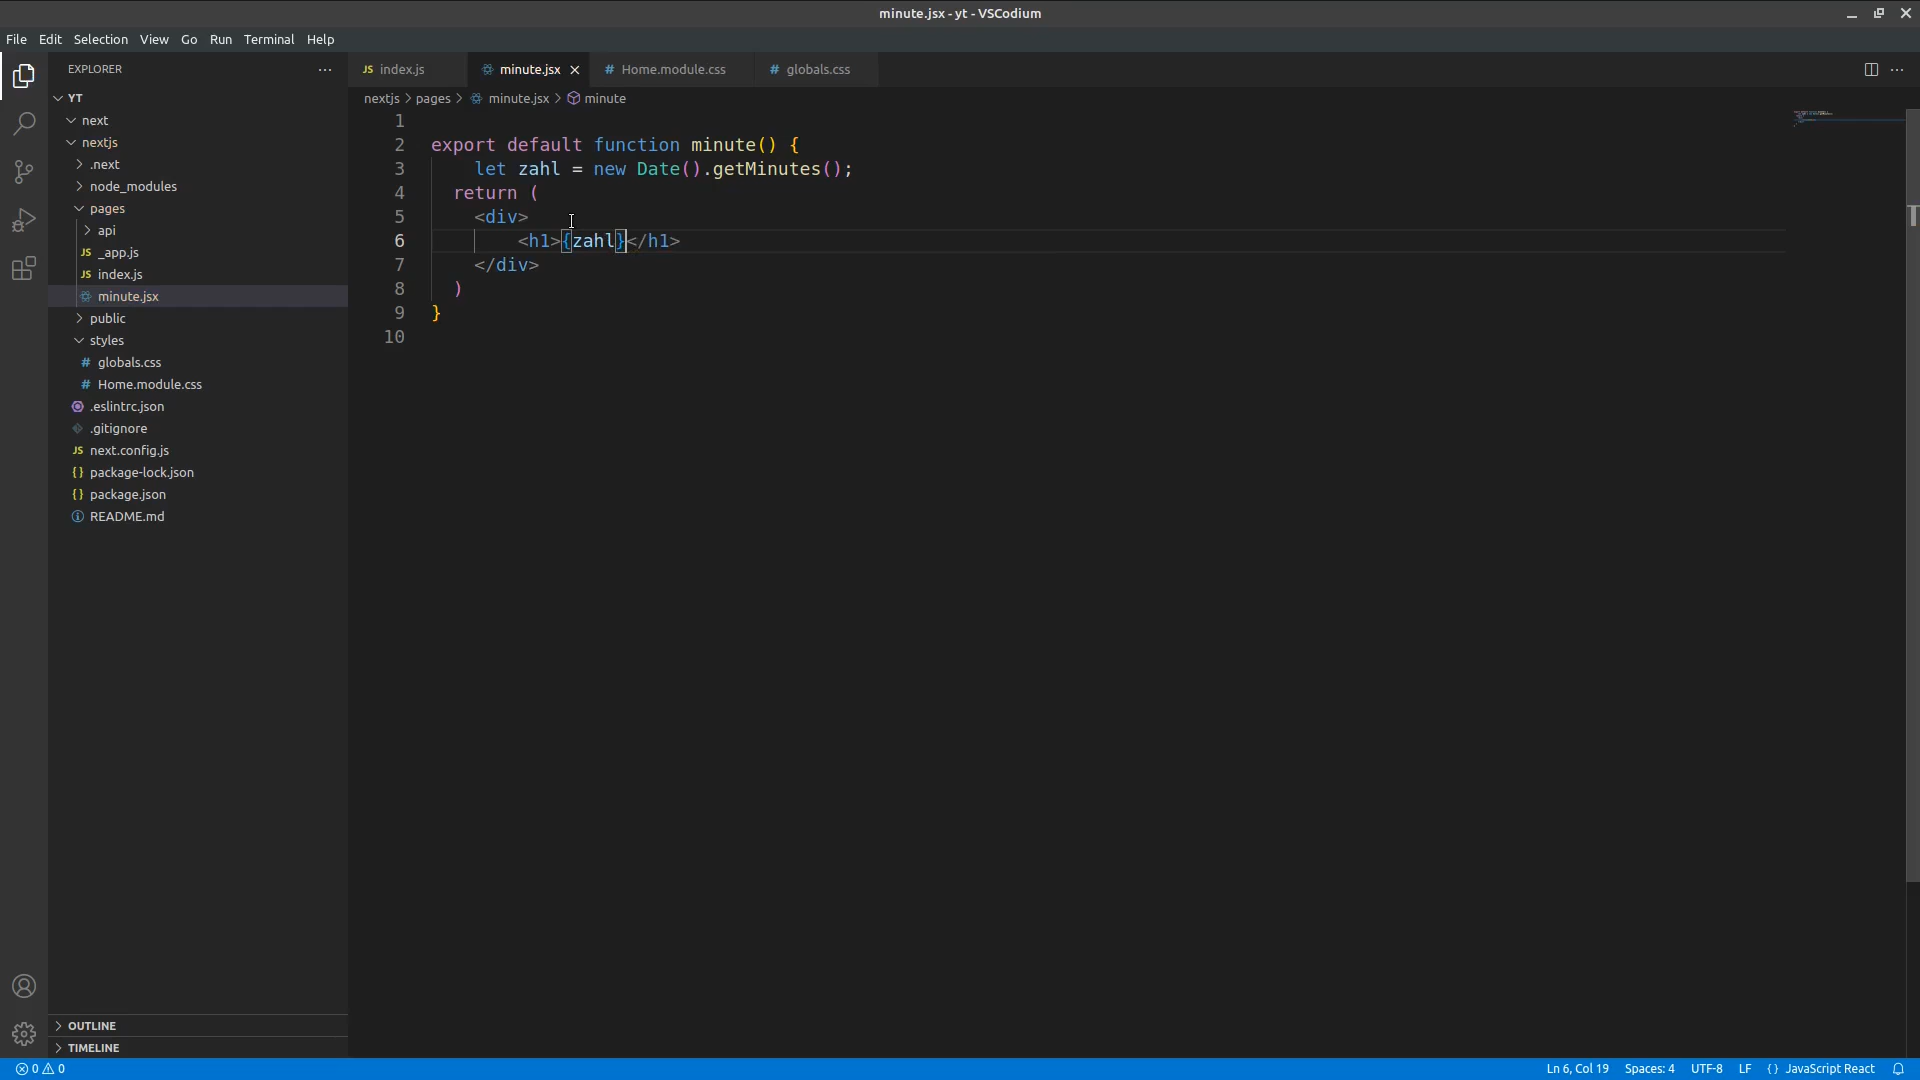 minute.jsx - yt - VSCodium
File Edit Selection View Go Run Terminal Help
EXPLORER
YT
next
nextjs
.next
node_modules
pages
api
JS _app.js
JS index.js
minute.jsx
public
styles
# globals.css
# Home.module.css
.eslintrc.json
.gitignore
JS next.config.js
{} package-lock.json
{} package.json
README.md
OUTLINE
TIMELINE
JS index.js minute.jsx # Home.module.css # globals.css
nextjs > pages > minute.jsx > minute
1
2 export default function minute() {
3 let zahl = new Date().getMinutes();
4 return (
5 <div>
6 <h1>{zahl}</h1>
7 </div>
8 )
9 }
10
0 0 Ln 6, Col 19 Spaces: 4 UTF-8 LF {} JavaScript React